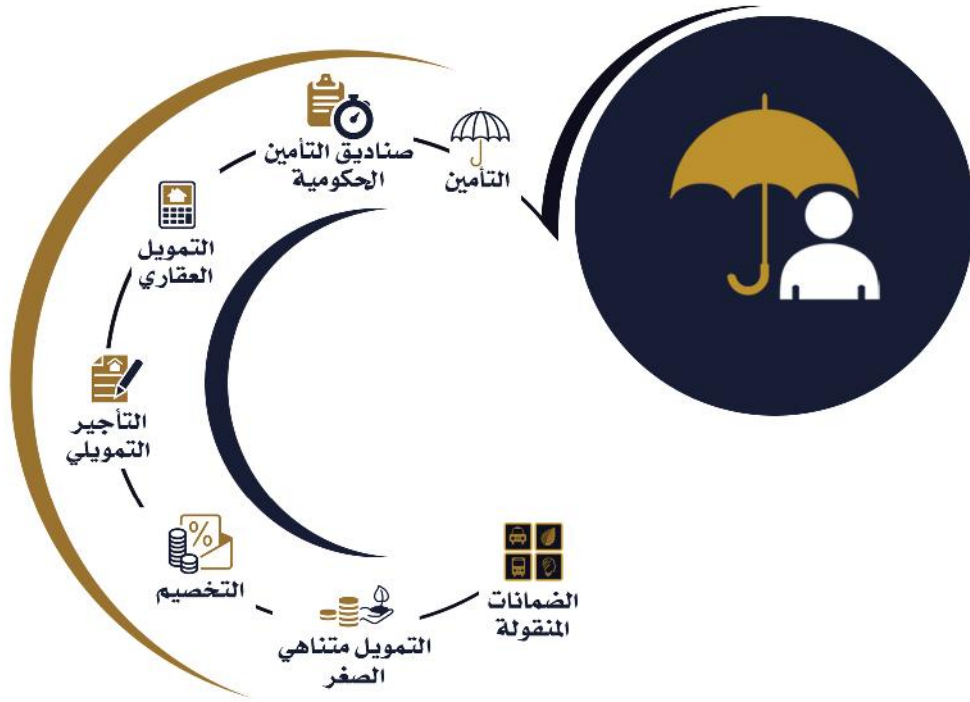 التأمين
صناديق التأمين
الحكومية
التمويل
العقاري
التأجير
التمويلي
التخصيم
التمويل متناهي
الصغر
الضمانات
المنقولة
%